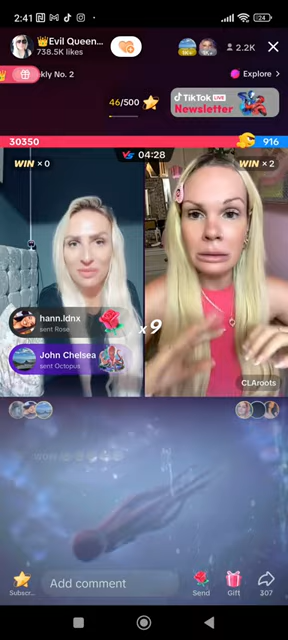 2:41
24
👑Evil Queen...
738.5K likes
2.2K
kly No. 2
Explore >
46/500
TikTok LIVE
Newsletter
30350
916
WIN × 0
VS 04:28
WIN × 2
hann.ldnx
sent Rose
x 9
John Chelsea
sent Octopus
CLAroots
Subscr...
Add comment
Send
Gift
307